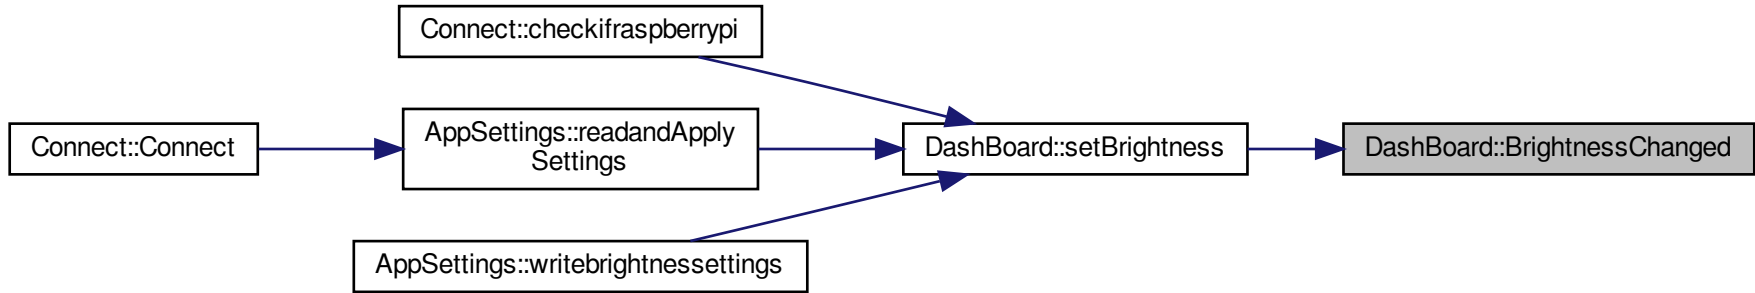 Connect::checkifraspberrypi
Connect::Connect
AppSettings::readandApply
Settings
DashBoard::setBrightness
DashBoard::BrightnessChanged
AppSettings::writebrightnessettings